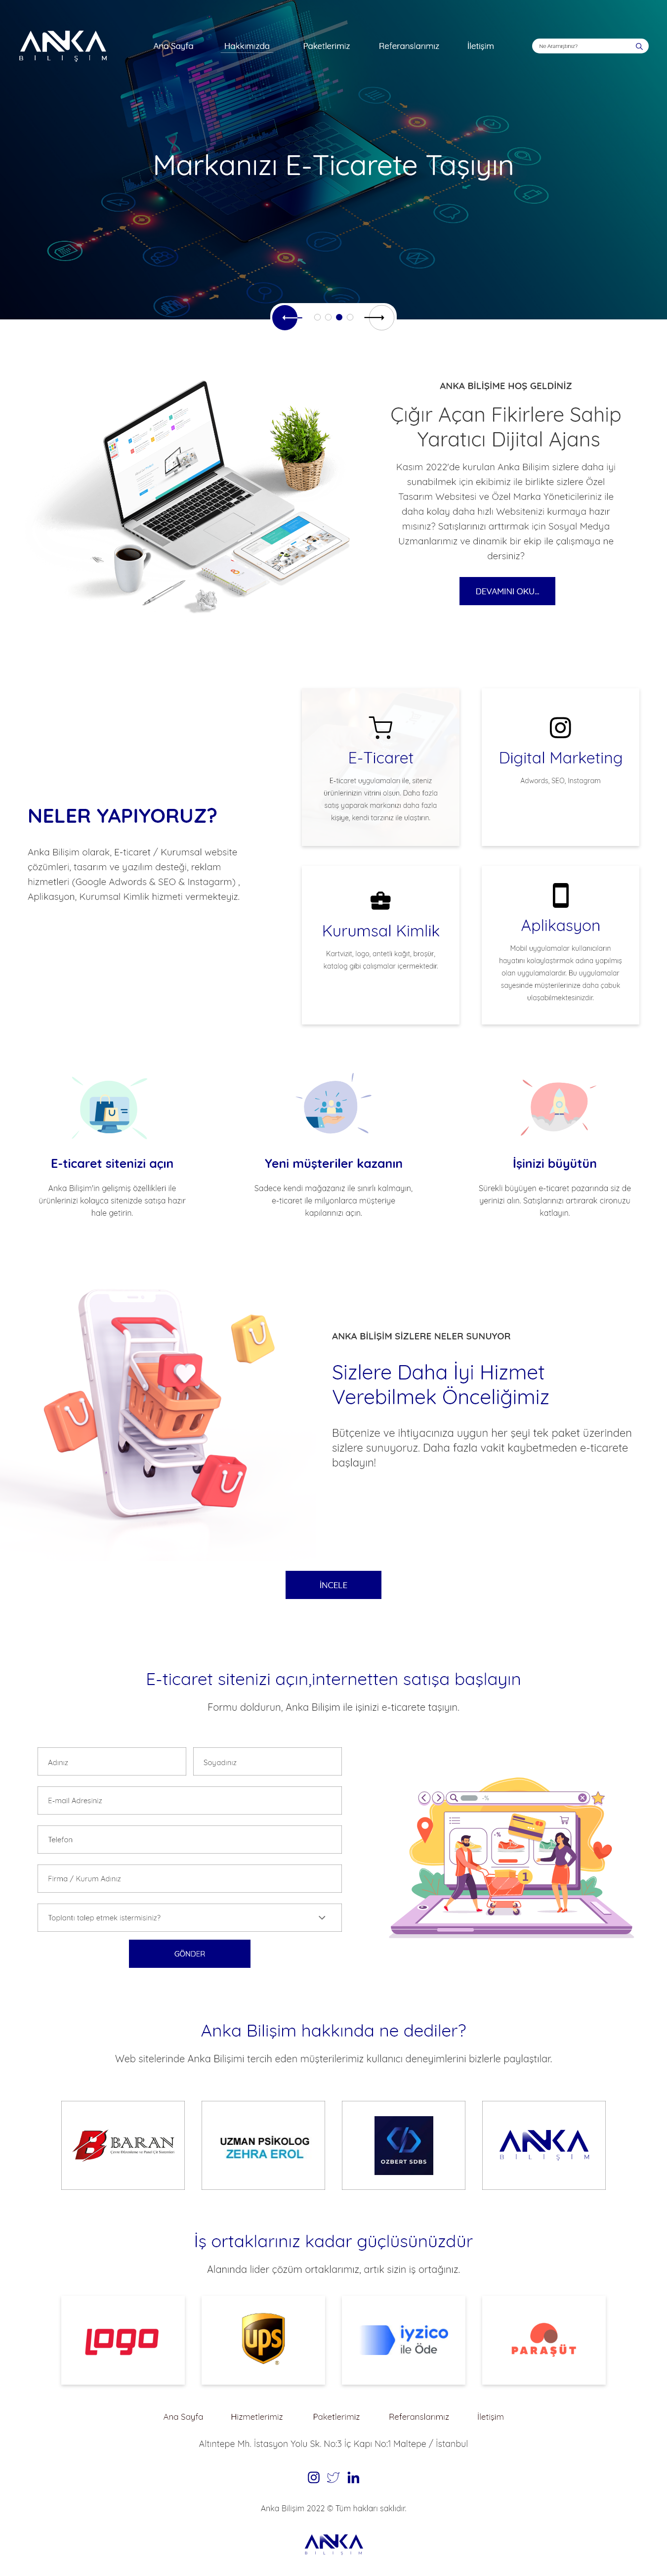 ANKA
BİLİŞİM
Ana Sayfa Hakkımızda Paketlerimiz Referanslarımız İletişim
Ne Aramıştınız?
Markanızı E-Ticarete Taşıyın
ANKA BİLİŞİME HOŞ GELDİNİZ
Çığır Açan Fikirlere Sahip
Yaratıcı Dijital Ajans
Kasım 2022'de kurulan Anka Bilişim sizlere daha iyi
sunabilmek için ekibimiz ile birlikte sizlere Özel
Tasarım Websitesi ve Özel Marka Yöneticileriniz ile
daha kolay daha hızlı Websitenizi kurmaya hazır
mısınız? Satışlarınızı arttırmak için Sosyal Medya
Uzmanlarımız ve dinamik bir ekip ile çalışmaya ne
dersiniz?
DEVAMINI OKU...
NELER YAPIYORUZ?
Anka Bilişim olarak, E-ticaret / Kurumsal website
çözümleri, tasarım ve yazılım desteği, reklam
hizmetleri (Google Adwords & SEO & Instagarm) ,
Aplikasyon, Kurumsal Kimlik hizmeti vermekteyiz.
E-Ticaret
E-ticaret uygulamaları ile, siteniz
ürünlerinizin vitrini olsun. Daha fazla
satış yaparak markanızı daha fazla
kişiye, kendi tarzınız ile ulaştırın.
Digital Marketing
Adwords, SEO, Instagram
Kurumsal Kimlik
Kartvizit, logo, antetli kağıt, broşür,
katalog gibi çalışmalar içermektedir.
Aplikasyon
Mobil uygulamalar kullanıcıların
hayatını kolaylaştırmak adına yapılmış
olan uygulamalardır. Bu uygulamalar
sayesinde müşterilerinize daha çabuk
ulaşabilmektesinizdir.
E-ticaret sitenizi açın
Anka Bilişim'in gelişmiş özellikleri ile
ürünlerinizi kolayca sitenizde satışa hazır
hale getirin.
Yeni müşteriler kazanın
Sadece kendi mağazanız ile sınırlı kalmayın,
e-ticaret ile milyonlarca müşteriye
kapılarınızı açın.
İşinizi büyütün
Sürekli büyüyen e-ticaret pazarında siz de
yerinizi alın. Satışlarınızı artırarak cironuzu
katlayın.
ANKA BİLİŞİM SİZLERE NELER SUNUYOR
Sizlere Daha İyi Hizmet
Verebilmek Önceliğimiz
Bütçenize ve ihtiyacınıza uygun her şeyi tek paket üzerinden
sizlere sunuyoruz. Daha fazla vakit kaybetmeden e-ticarete
başlayın!
İNCELE
E-ticaret sitenizi açın,internetten satışa başlayın
Formu doldurun, Anka Bilişim ile işinizi e-ticarete taşıyın.
Adınız
Soyadınız
E-mail Adresiniz
Telefon
Firma / Kurum Adınız
Toplantı talep etmek istermisiniz?
GÖNDER
-%
-%
1
Anka Bilişim hakkında ne dediler?
Web sitelerinde Anka Bilişimi tercih eden müşterilerimiz kullanıcı deneyimlerini bizlerle paylaştılar.
BARAN
UZMAN PSİKOLOG
ZEHRA EROL
OZBERT SDBS
ANKA
BİLİŞİM
İş ortaklarınız kadar güçlüsünüzdür
Alanında lider çözüm ortaklarımız, artık sizin iş ortağınız.
LOGO
ups
iyzico
ile Öde
PARAŞÜT
Ana Sayfa Hizmetlerimiz Paketlerimiz Referanslarımız İletişim
Altıntepe Mh. İstasyon Yolu Sk. No:3 İç Kapı No:1 Maltepe / İstanbul
Anka Bilişim 2022 © Tüm hakları saklıdır.
ANKA
BİLİŞİM